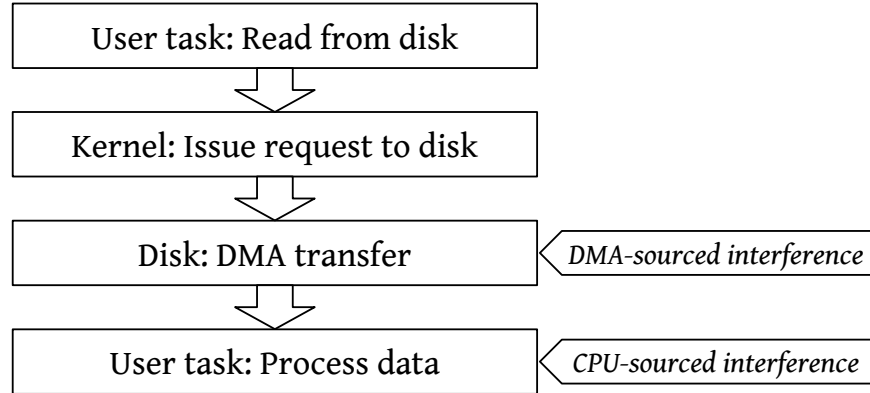 User task: Read from disk
Kernel: Issue request to disk
Disk: DMA transfer
DMA-sourced interference
User task: Process data
CPU-sourced interference